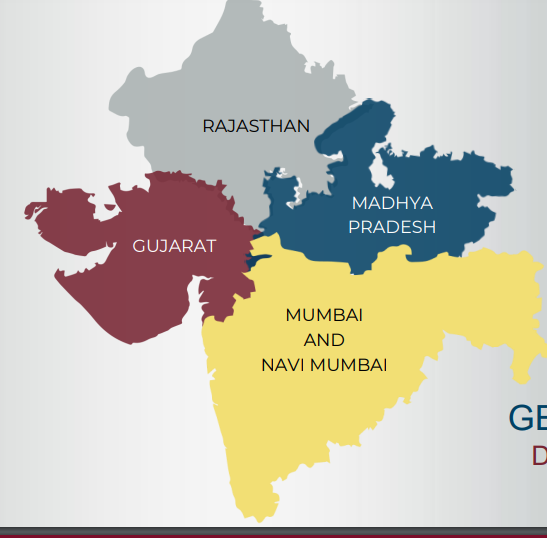 RAJASTHAN
MADHYA
PRADESH
GUJARAT
MUMBAI
AND
NAVI MUMBAI